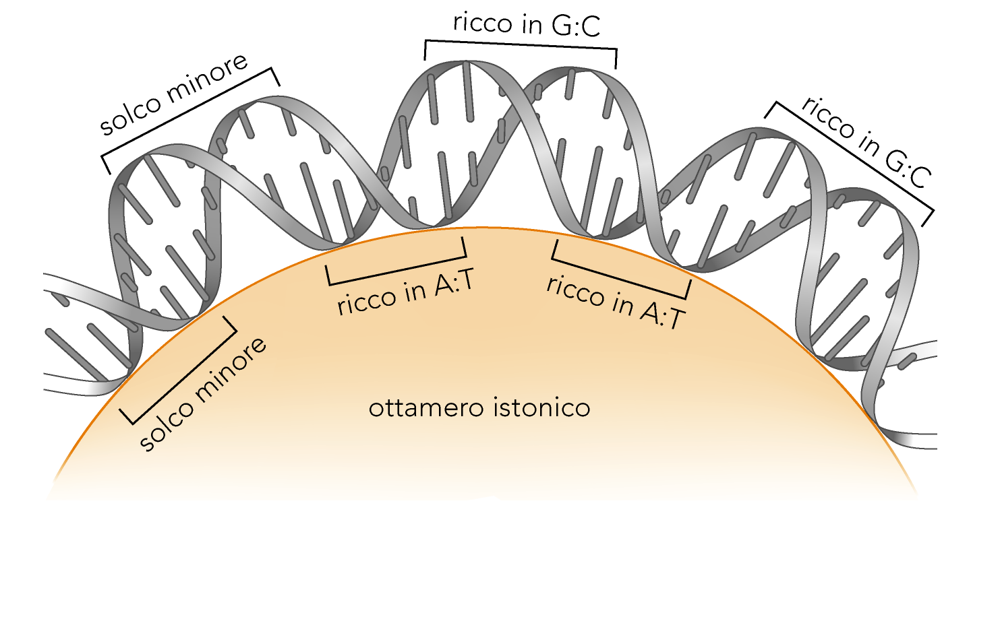 ricco in G:C
solco minore
ricco in G:C
ricco in A:T
ricco in A:T
solco minore
ottamero istonico